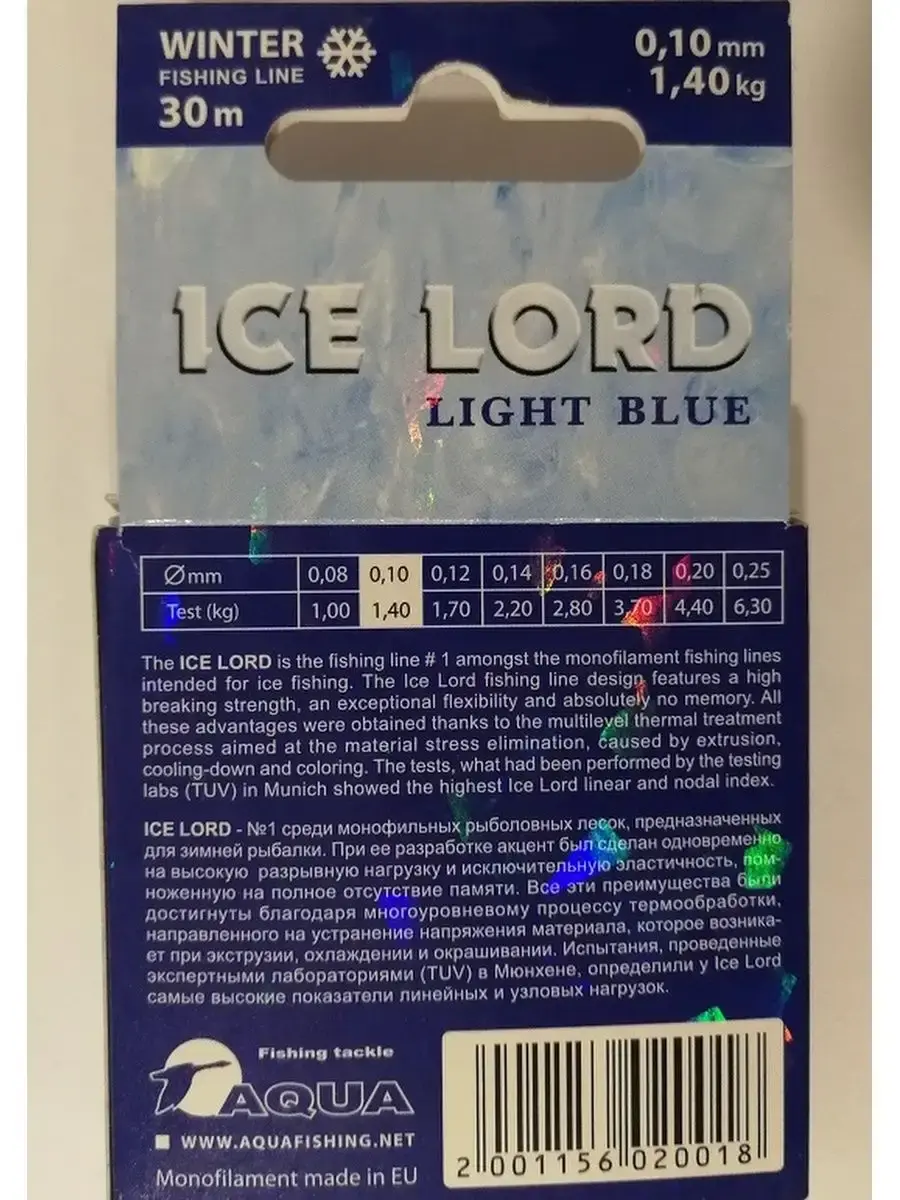 WINTER
FISHING LINE
30 m
0,10 mm
1,40 kg
ICE LORD
LIGHT BLUE
Ømm 0,08 0,10 0,12 0,14 0,16 0,18 0,20 0,25
Test (kg) 1,00 1,40 1,70 2,20 2,80 3,70 4,40 6,30
The ICE LORD is the fishing line # 1 amongst the monofilament fishing lines
intended for ice fishing. The Ice Lord fishing line design features a high
breaking strength, an exceptional flexibility and absolutely no memory. All
these advantages were obtained thanks to the multilevel thermal treatment
process aimed at the material stress elimination, caused by extrusion,
cooling-down and coloring. The tests, what had been performed by the testing
labs (TUV) in Munich showed the highest Ice Lord linear and nodal index.
ICE LORD - №1 среди монофильных рыболовных лесок, предназначенных
для зимней рыбалки. При ее разработке акцент был сделан одновременно
на высокую разрывную нагрузку и исключительную эластичность, пом-
ноженную на полное отсутствие памяти. Все эти преимущества были
достигнуты благодаря многоуровневому процессу термообработки,
направленного на устранение напряжения материала, которое возника-
ет при экструзии, охлаждении и окрашивании. Испытания, проведенные
экспертными лабораториями (TUV) в Мюнхене, определили у Ice Lord
самые высокие показатели линейных и узловых нагрузок.
Fishing tackle
AQUA
WWW.AQUAFISHING.NET
Monofilament made in EU
2 001156 020018